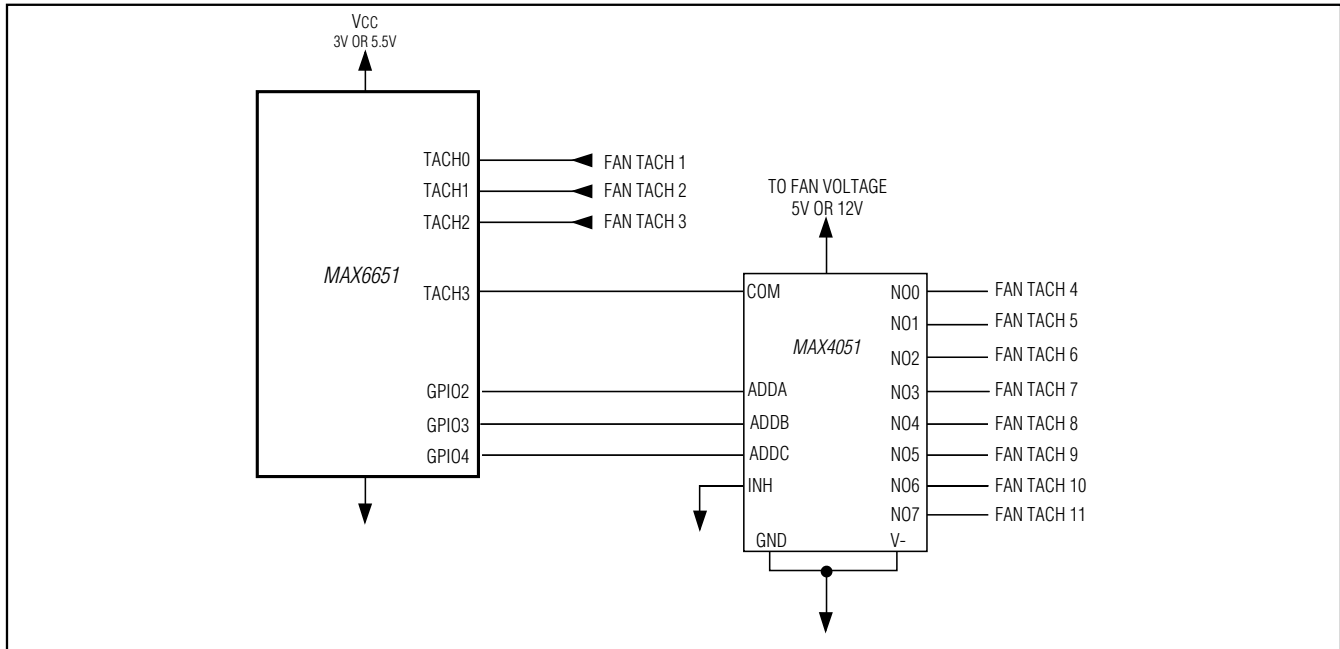 VCC
3V OR 5.5V
TACH0
FAN TACH 1
TACH1
FAN TACH 2
TACH2
FAN TACH 3
MAX6651
TACH3
GPIO2
GPIO3
GPIO4
TO FAN VOLTAGE
5V OR 12V
COM
MAX4051
ADDA
ADDB
ADDC
INH
GND
V-
NO0
FAN TACH 4
NO1
FAN TACH 5
NO2
FAN TACH 6
NO3
FAN TACH 7
NO4
FAN TACH 8
NO5
FAN TACH 9
NO6
FAN TACH 10
NO7
FAN TACH 11